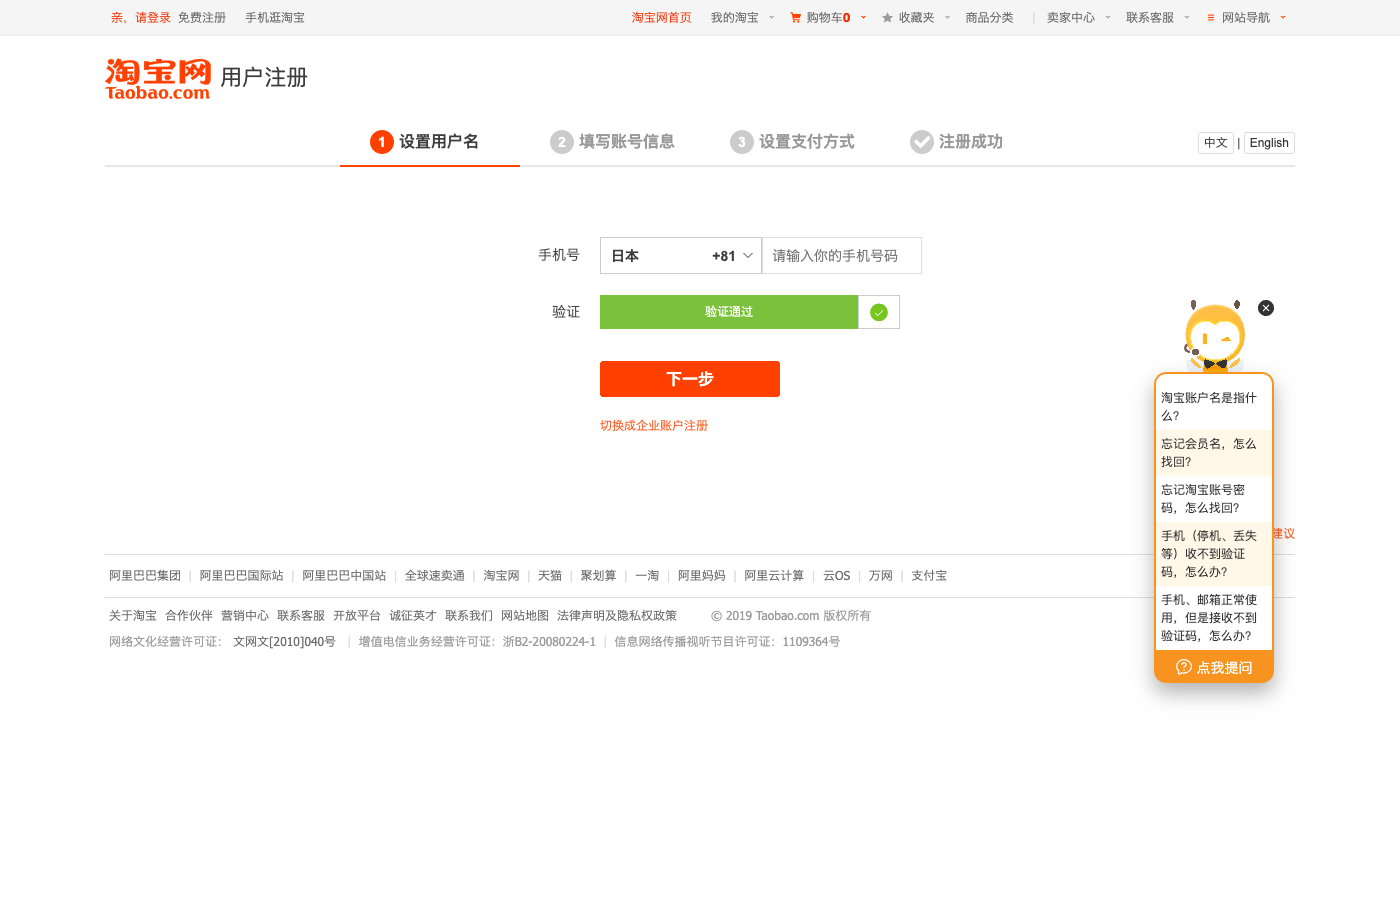 亲，请登录 免费注册 手机逛淘宝 淘宝网首页 我的淘宝 购物车0 收藏夹 商品分类 | 卖家中心 联系客服 网站导航
淘宝网
Taobao.com
用户注册
1 设置用户名 2 填写账号信息 3 设置支付方式 注册成功 中文 | English
手机号 日本 +81 请输入你的手机号码
验证 验证通过
下一步
切换成企业账户注册
淘宝账户名是指什
么？
忘记会员名，怎么
找回？
忘记淘宝账号密
码，怎么找回？
手机（停机、丢失
等）收不到验证
码，怎么办？
手机、邮箱正常使
用，但是接收不到
验证码，怎么办？
点我提问
建议
阿里巴巴集团 | 阿里巴巴国际站 | 阿里巴巴中国站 | 全球速卖通 | 淘宝网 | 天猫 | 聚划算 | 一淘 | 阿里妈妈 | 阿里云计算 | 云OS | 万网 | 支付宝
关于淘宝 合作伙伴 营销中心 联系客服 开放平台 诚征英才 联系我们 网站地图 法律声明及隐私权政策 © 2019 Taobao.com 版权所有
网络文化经营许可证： 文网文[2010]040号 | 增值电信业务经营许可证：浙B2-20080224-1 | 信息网络传播视听节目许可证：1109364号